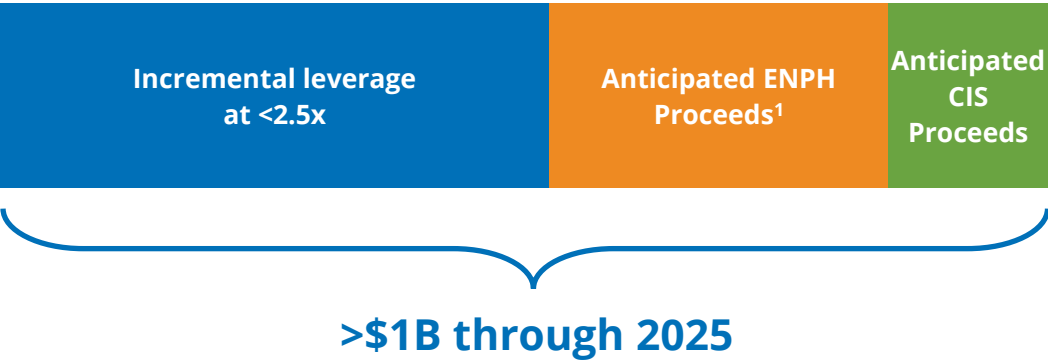 Incremental leverage
at <2.5x
Anticipated ENPH
Proceeds¹
Anticipated
CIS
Proceeds
>$1B through 2025